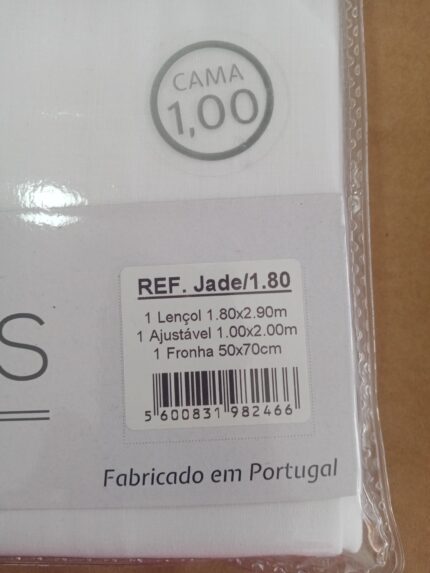 CAMA
1,00
REF. Jade/1.80
1 Lençol 1.80x2.90m
1 Ajustável 1.00x2.00m
1 Fronha 50x70cm
S
5 600831 982466
Fabricado em Portugal